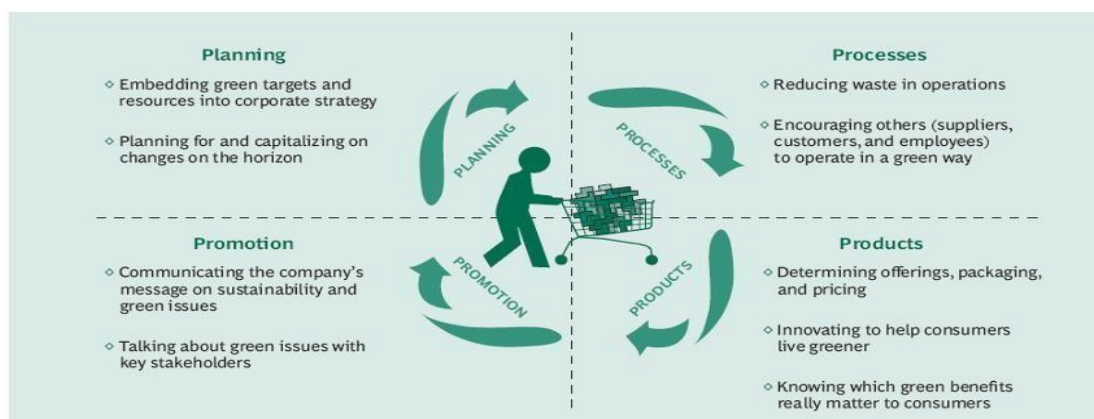 Planning
◇ Embedding green targets and
resources into corporate strategy
◇ Planning for and capitalizing on
changes on the horizon
Processes
◇ Reducing waste in operations
◇ Encouraging others (suppliers,
customers, and employees)
to operate in a green way
PLANNING
PROCESSES
PROMOTION
PRODUCTS
Promotion
◇ Communicating the company's
message on sustainability and
green issues
◇ Talking about green issues with
key stakeholders
Products
◇ Determining offerings, packaging,
and pricing
◇ Innovating to help consumers
live greener
◇ Knowing which green benefits
really matter to consumers